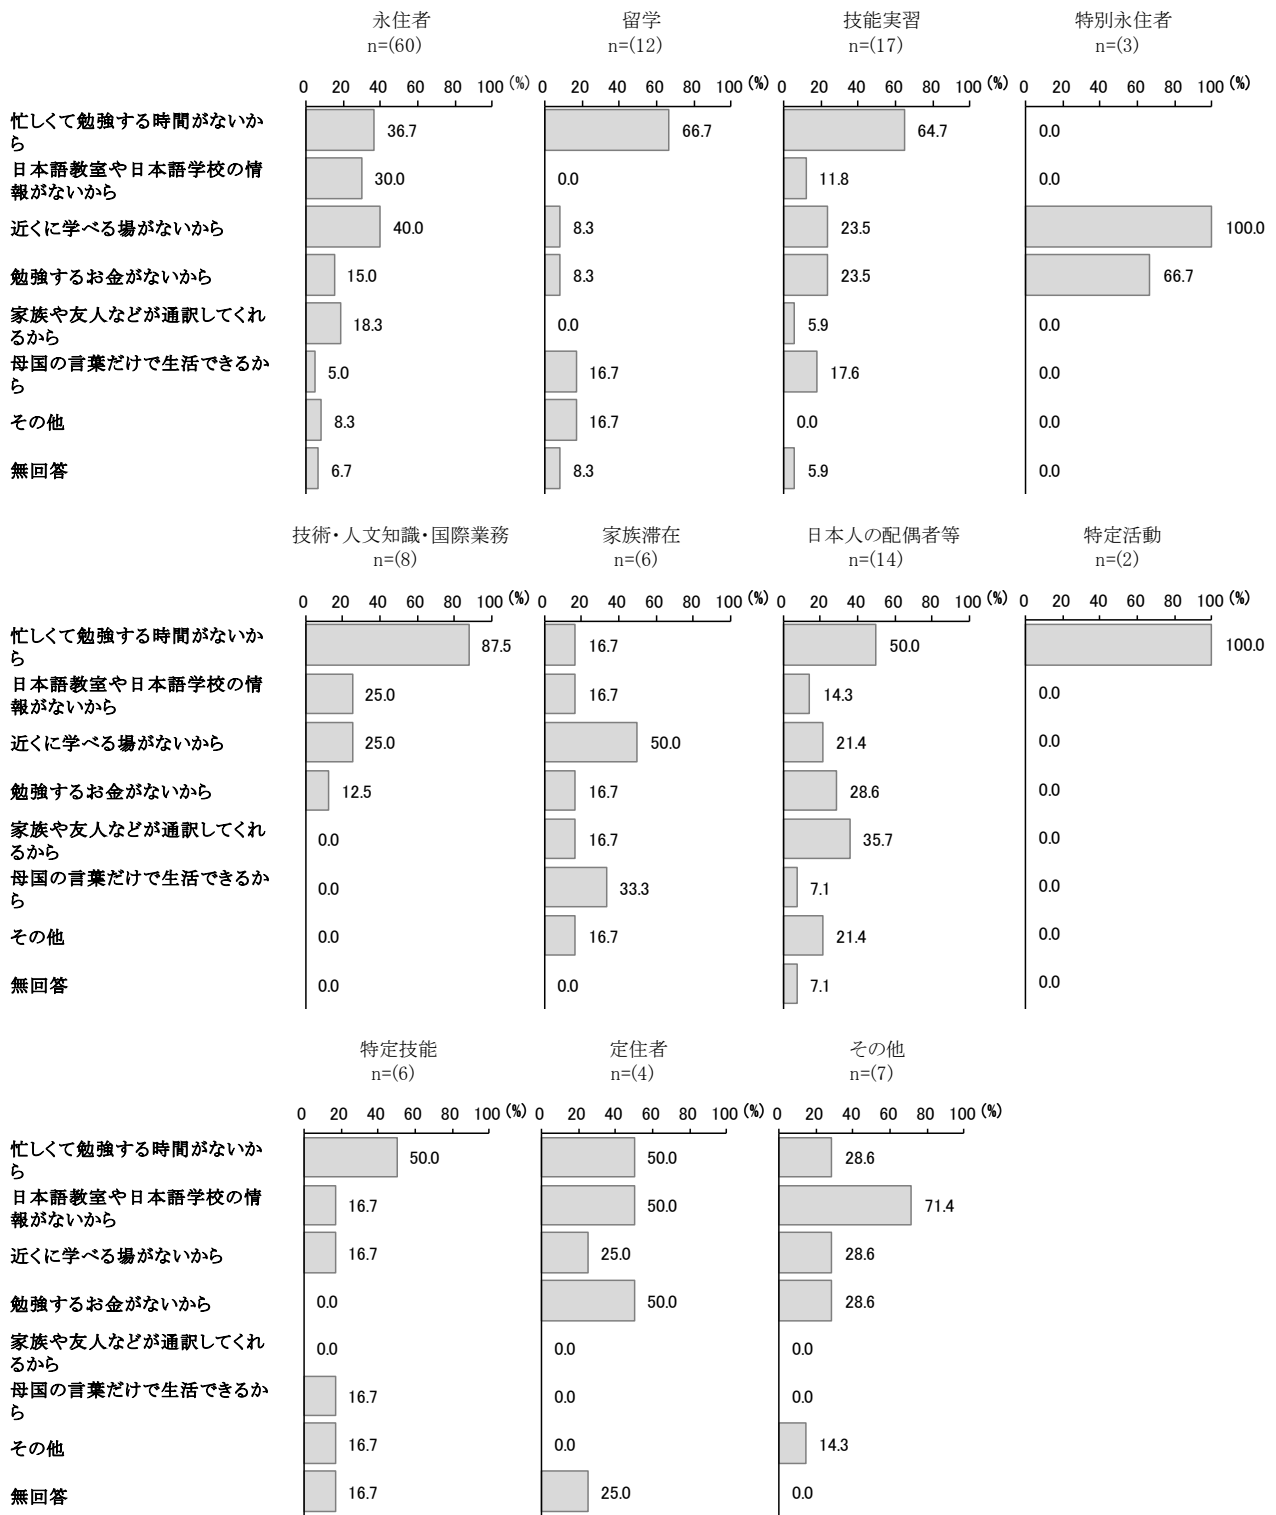 永住者 留学 技能実習 特別永住者
n=(60) n=(12) n=(17) n=(3)
0 20 40 60 80 100 (%) 0 20 40 60 80 100 (%) 0 20 40 60 80 100 (%) 0 20 40 60 80 100 (%)
忙しくて勉強する時間がないか
ら
36.7 66.7 64.7 0.0
日本語教室や日本語学校の情
報がないから
30.0 0.0 11.8 0.0
近くに学べる場がないから 40.0 8.3 23.5 100.0
勉強するお金がないから 15.0 8.3 23.5 66.7
家族や友人などが通訳してくれ
るから
18.3 0.0 5.9 0.0
母国の言葉だけで生活できるか
ら
5.0 16.7 17.6 0.0
その他 8.3 16.7 0.0 0.0
無回答 6.7 8.3 5.9 0.0
技術・人文知識・国際業務 家族滞在 日本人の配偶者等 特定活動
n=(8) n=(6) n=(14) n=(2)
0 20 40 60 80 100 (%) 0 20 40 60 80 100 (%) 0 20 40 60 80 100 (%) 0 20 40 60 80 100 (%)
忙しくて勉強する時間がないか
ら
87.5 16.7 50.0 100.0
日本語教室や日本語学校の情
報がないから
25.0 16.7 14.3 0.0
近くに学べる場がないから 25.0 50.0 21.4 0.0
勉強するお金がないから 12.5 16.7 28.6 0.0
家族や友人などが通訳してくれ
るから
0.0 16.7 35.7 0.0
母国の言葉だけで生活できるか
ら
0.0 33.3 7.1 0.0
その他 0.0 16.7 21.4 0.0
無回答 0.0 0.0 7.1 0.0
特定技能 定住者 その他
n=(6) n=(4) n=(7)
0 20 40 60 80 100 (%) 0 20 40 60 80 100 (%) 0 20 40 60 80 100 (%)
忙しくて勉強する時間がないか
ら
50.0 50.0 28.6
日本語教室や日本語学校の情
報がないから
16.7 50.0 71.4
近くに学べる場がないから 16.7 25.0 28.6
勉強するお金がないから 0.0 50.0 28.6
家族や友人などが通訳してくれ
るから
0.0 0.0 0.0
母国の言葉だけで生活できるか
ら
16.7 0.0 0.0
その他 16.7 0.0 14.3
無回答 16.7 25.0 0.0